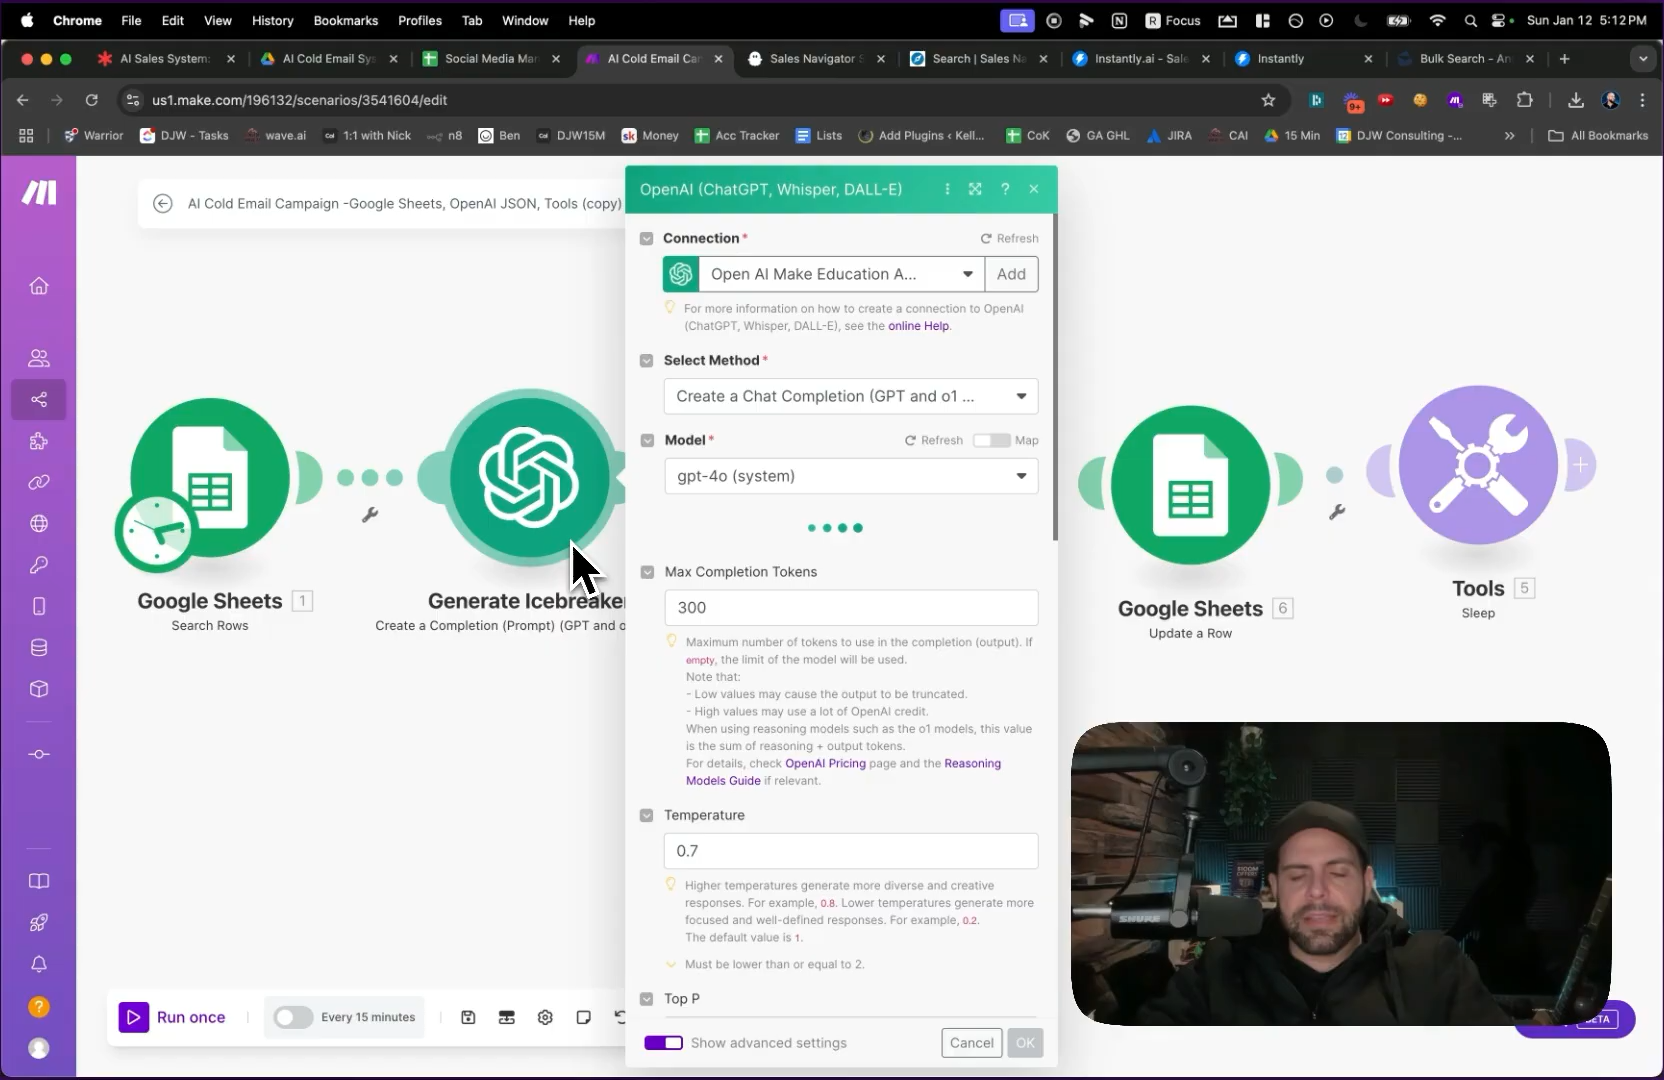 Chrome File Edit View History Bookmarks Profiles Tab Window Help
R Focus
Sun Jan 12 5:12 PM
AI Sales System:
AI Cold Email Sy
Social Media Man
AI Cold Email Ca
Sales Navigator S
Search | Sales Na
Instantly.ai - Sale
Instantly
Bulk Search - An
us1.make.com/196132/scenarios/3541604/edit
9+
Warrior
DJW - Tasks
wave.ai
Cal 1:1 with Nick
n8
Ben
Cal DJW15M
sk Money
Acc Tracker
Lists
Add Plugins ‹ Kell...
CoK
GA GHL
JIRA
CAI
15 Min
DJW Consulting -...
»
All Bookmarks
AI Cold Email Campaign -Google Sheets, OpenAI JSON, Tools (copy)
OpenAI (ChatGPT, Whisper, DALL-E)
?
Connection*
Refresh
Open AI Make Education A...
Add
For more information on how to create a connection to OpenAI
(ChatGPT, Whisper, DALL-E), see the online Help.
Select Method*
Create a Chat Completion (GPT and o1 ...
Model*
Refresh
Map
gpt-4o (system)
Max Completion Tokens
300
Maximum number of tokens to use in the completion (output). If
empty, the limit of the model will be used.
Note that:
- Low values may cause the output to be truncated.
- High values may use a lot of OpenAI credit.
When using reasoning models such as the o1 models, this value
is the sum of reasoning + output tokens.
For details, check OpenAI Pricing page and the Reasoning
Models Guide if relevant.
Temperature
0.7
Higher temperatures generate more diverse and creative
responses. For example, 0.8. Lower temperatures generate more
focused and well-defined responses. For example, 0.2.
The default value is 1.
Must be lower than or equal to 2.
Top P
Show advanced settings
Cancel
OK
Google Sheets 1
Search Rows
Generate Icebreaker
Create a Completion (Prompt) (GPT and o
Google Sheets 6
Update a Row
Tools 5
Sleep
SHURE
Run once
Every 15 minutes
?
BETA